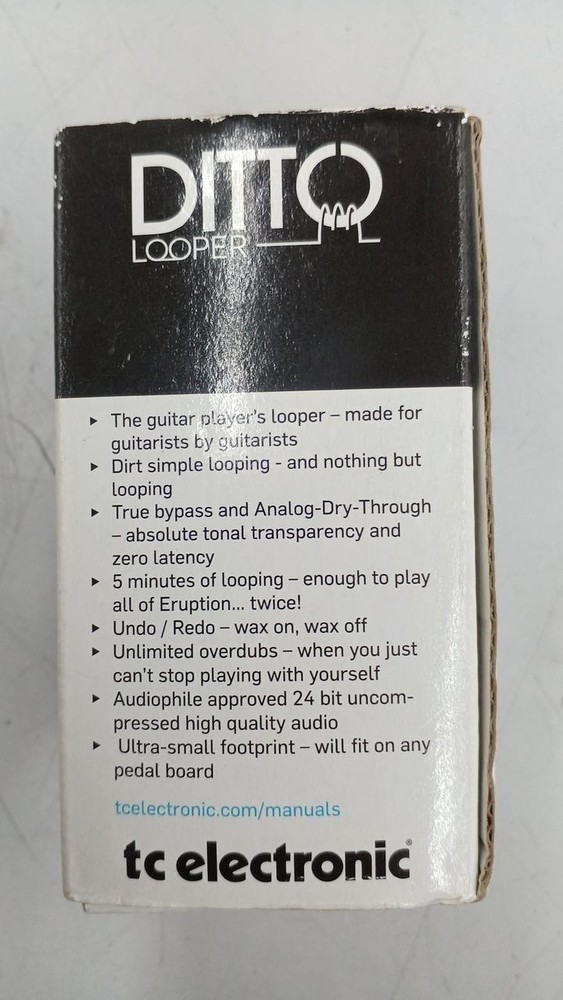 DITTO
LOOPER
▸ The guitar player's looper – made for
guitarists by guitarists
▸ Dirt simple looping - and nothing but
looping
▸ True bypass and Analog-Dry-Through
– absolute tonal transparency and
zero latency
▸ 5 minutes of looping – enough to play
all of Eruption... twice!
▸ Undo / Redo – wax on, wax off
▸ Unlimited overdubs – when you just
can't stop playing with yourself
▸ Audiophile approved 24 bit uncom-
pressed high quality audio
▸ Ultra-small footprint – will fit on any
pedal board
tcelectronic.com/manuals
tc electronic®